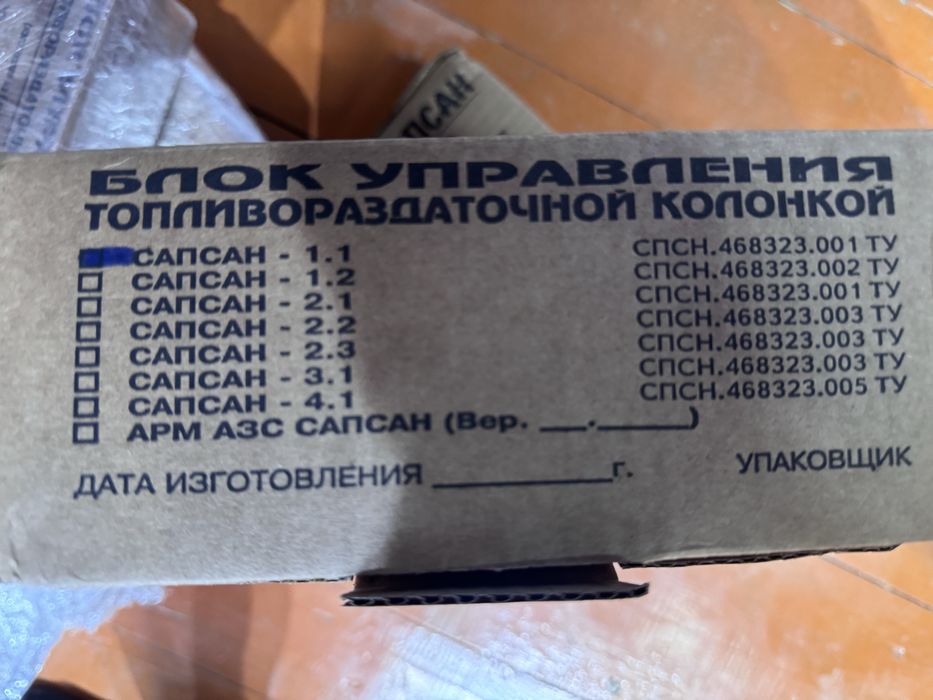 САПСАН
БЛОК УПРАВЛЕНИЯ
ТОПЛИВОРАЗДАТОЧНОЙ КОЛОНКОЙ
САПСАН - 1.1 СПСН.468323.001 ТУ
САПСАН - 1.2 СПСН.468323.002 ТУ
САПСАН - 2.1 СПСН.468323.001 ТУ
САПСАН - 2.2 СПСН.468323.003 ТУ
САПСАН - 2.3 СПСН.468323.003 ТУ
САПСАН - 3.1 СПСН.468323.003 ТУ
САПСАН - 4.1 СПСН.468323.005 ТУ
АРМ АЗС САПСАН (Вер. ___.______)
ДАТА ИЗГОТОВЛЕНИЯ ____________г. УПАКОВЩИК